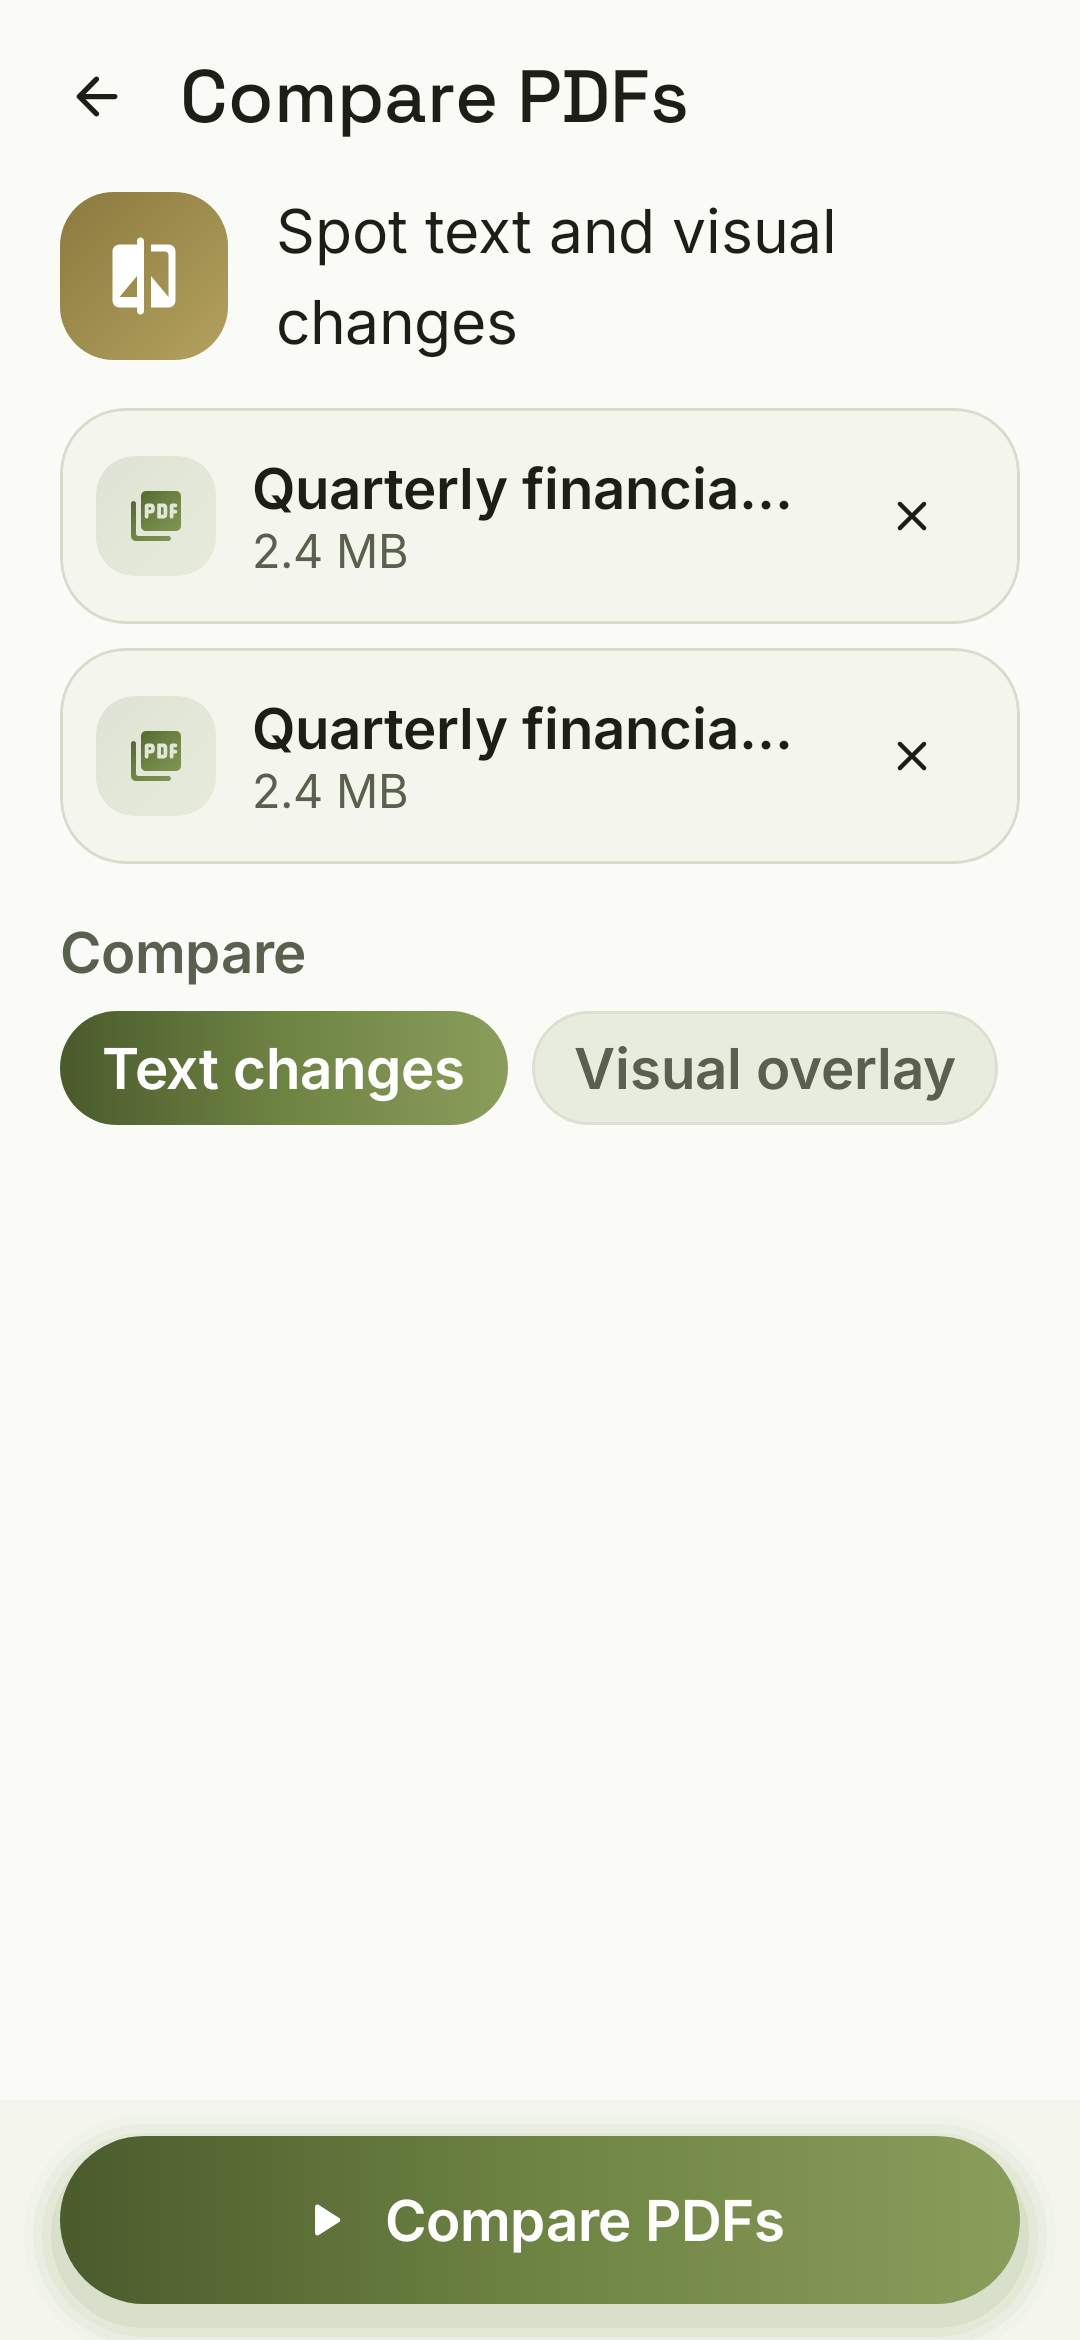 Compare PDFs
Spot text and visual
changes
PDF
Quarterly financia...
2.4 MB
PDF
Quarterly financia...
2.4 MB
Compare
Text changes
Visual overlay
Compare PDFs